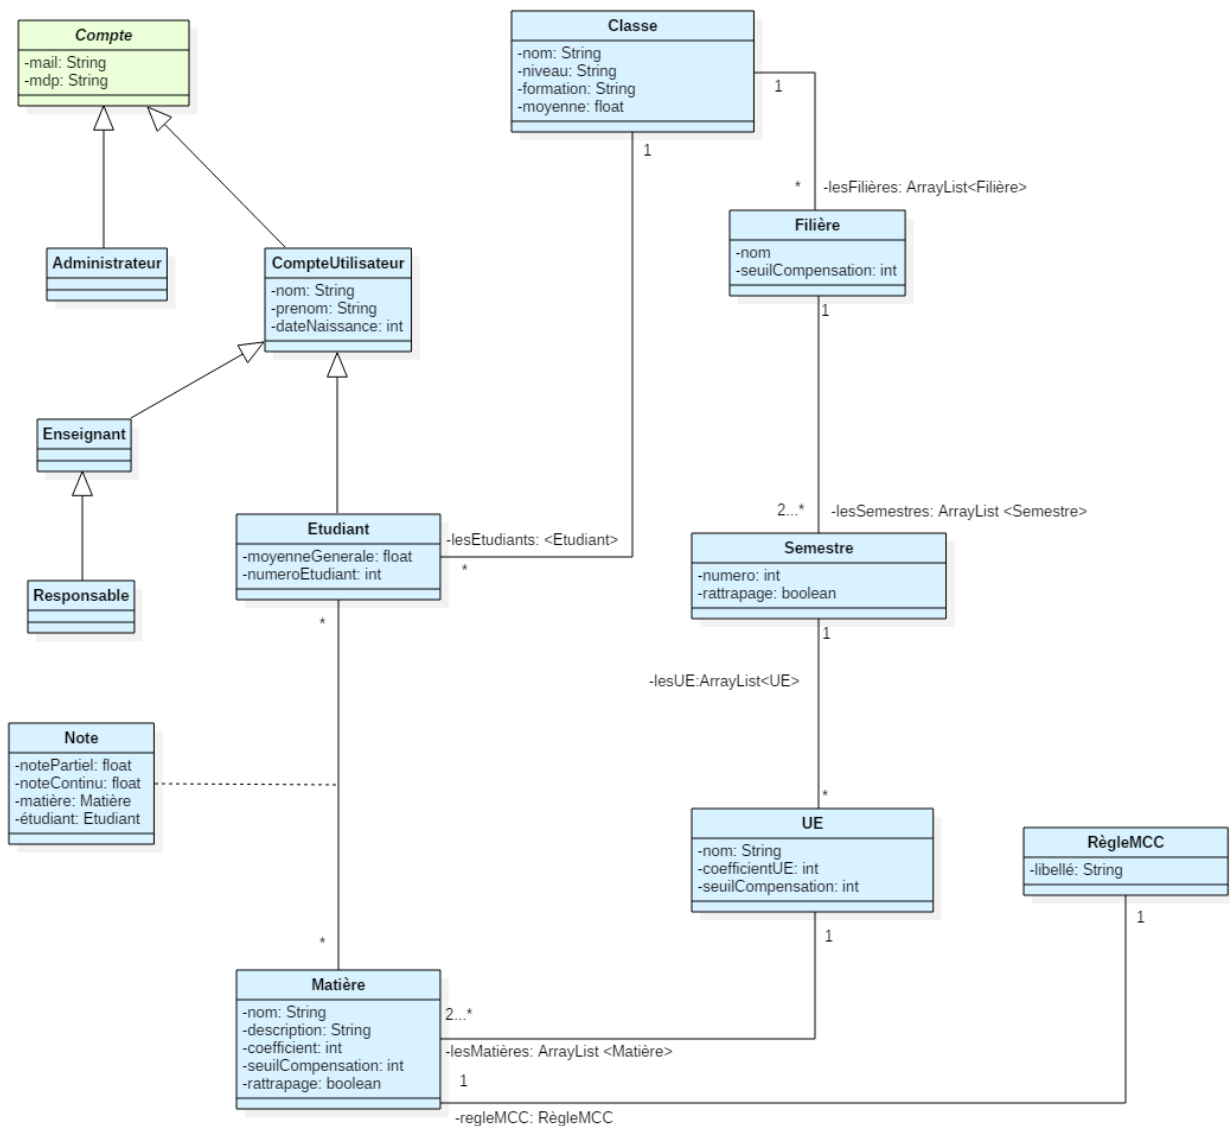 Compte
-mail: String
-mdp: String
Classe
-nom: String
-niveau: String
-formation: String
-moyenne: float
1
1
* -lesFilières: ArrayList<Filière>
Filière
-nom
-seuilCompensation: int
1
Administrateur
CompteUtilisateur
-nom: String
-prenom: String
-dateNaissance: int
Enseignant
Responsable
2...* -lesSemestres: ArrayList <Semestre>
Semestre
-numero: int
-rattrapage: boolean
1
Etudiant
-moyenneGenerale: float
-numeroEtudiant: int
-lesEtudiants: <Etudiant>
*
*
-lesUE:ArrayList<UE>
*
Note
-notePartiel: float
-noteContinu: float
-matière: Matière
-étudiant: Etudiant
UE
-nom: String
-coefficientUE: int
-seuilCompensation: int
1
RègleMCC
-libellé: String
1
*
Matière
-nom: String
-description: String
-coefficient: int
-seuilCompensation: int
-rattrapage: boolean
2...*
-lesMatières: ArrayList <Matière>
1
-regleMCC: RègleMCC